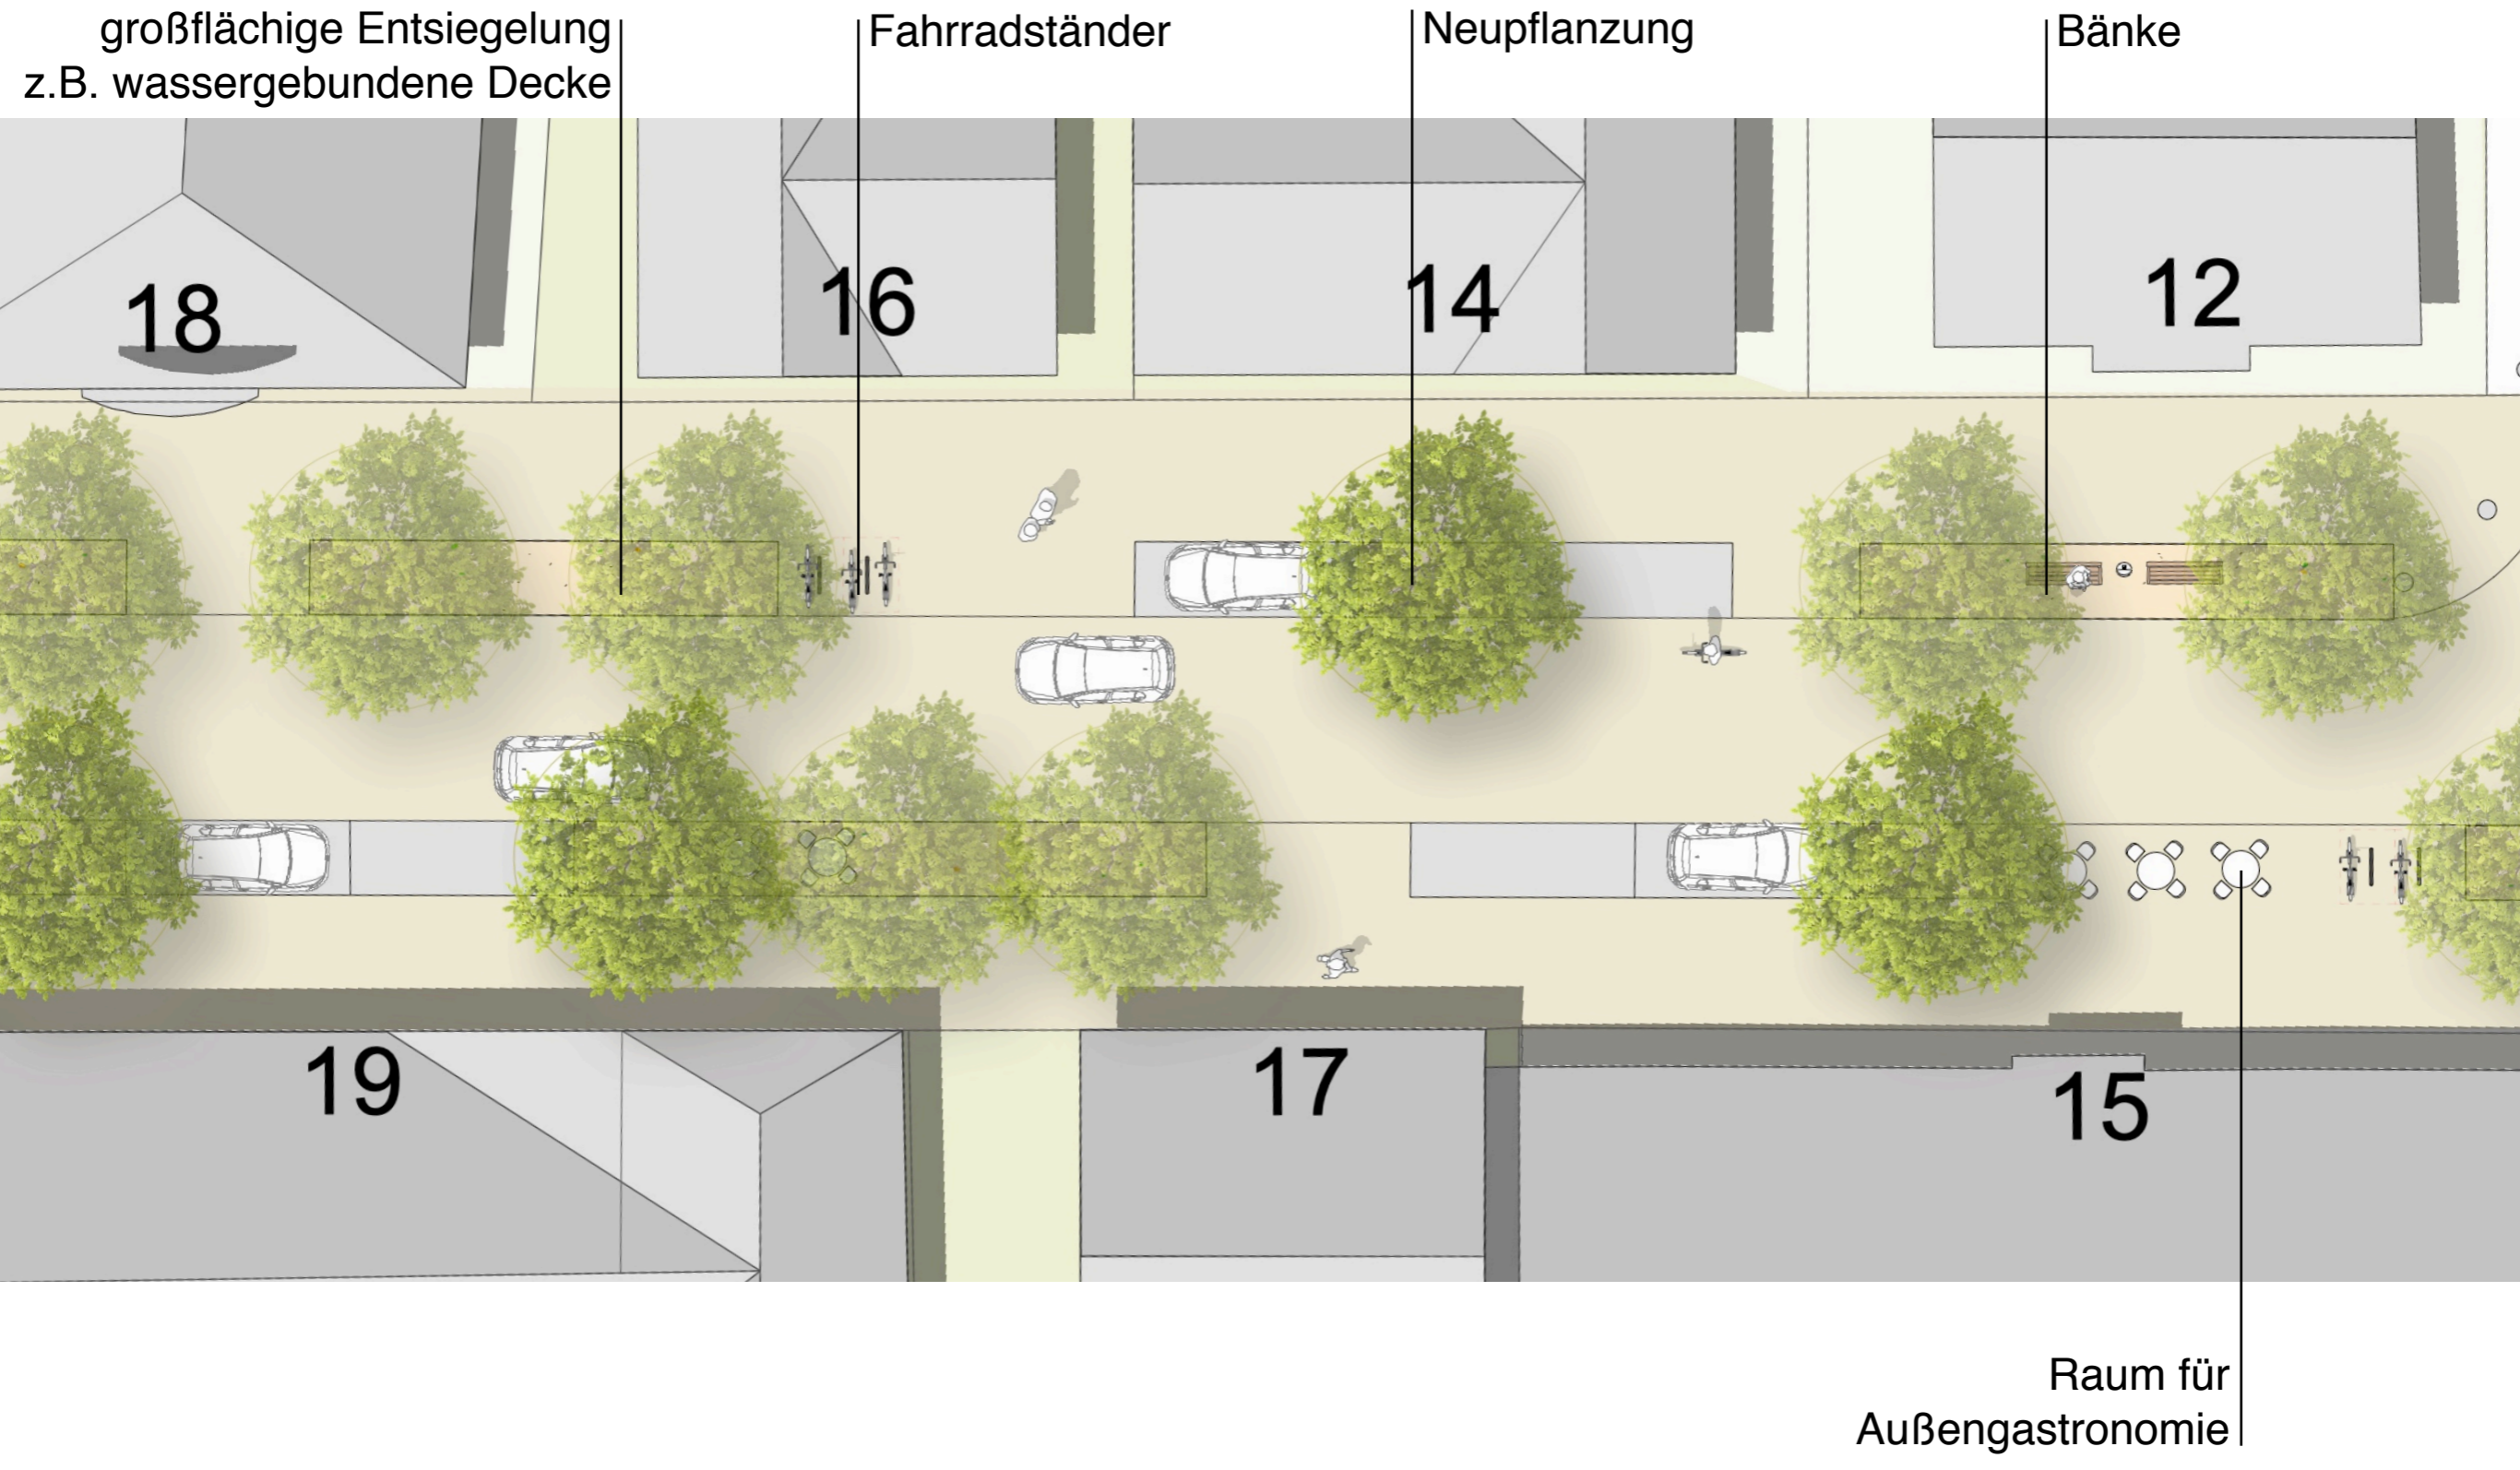 großflächige Entsiegelung
z.B. wassergebundene Decke
Fahrradständer
Neupflanzung
Bänke
18
16
14
12
19
17
15
Raum für
Außengastronomie